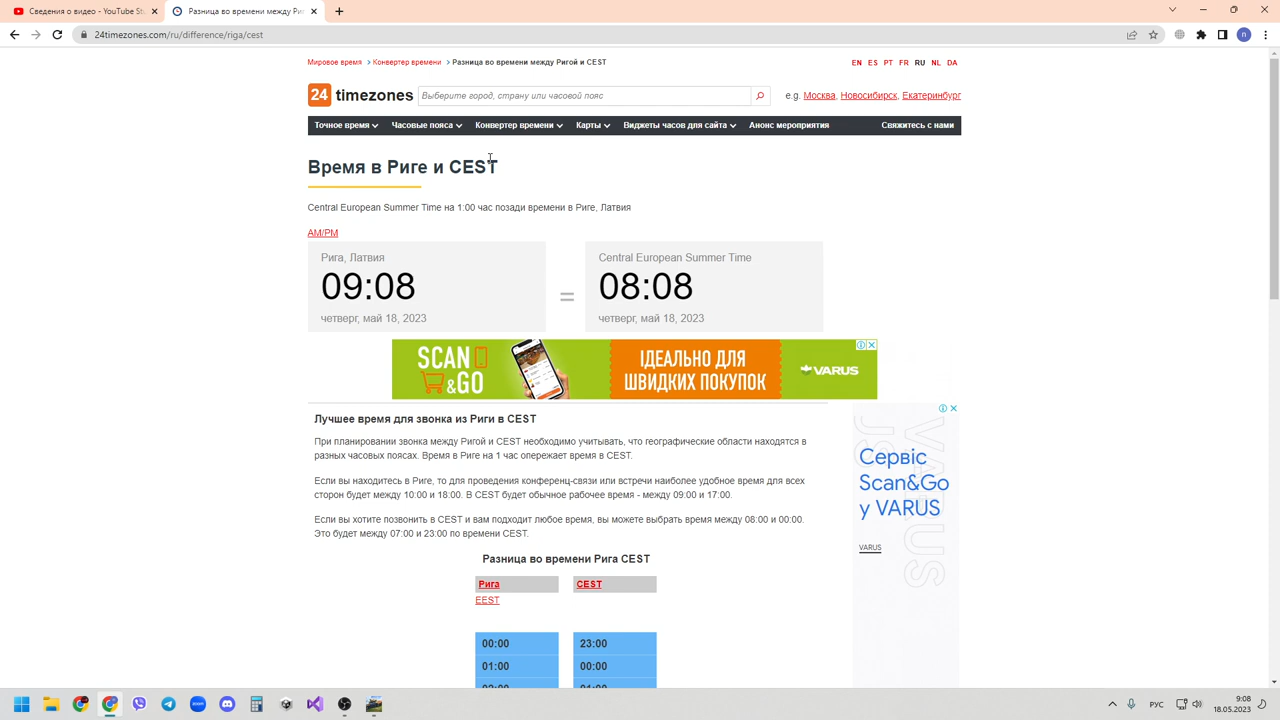 Сведения о видео - YouTube St
Разница во времени между Ри
24timezones.com/ru/difference/riga/cest
п
Мировое время
Конвертер времени
Разница во времени между Ригой и CEST
EN ES PT FR RU NL DA
24 timezones
Выберите город, страну или часовой пояс
e.g. Москва, Новосибирск, Екатеринбург
Точное время
Часовые пояса
Конвертер времени
Карты
Виджеты часов для сайта
Анонс мероприятия
Свяжитесь с нами
Время в Риге и CEST
Central European Summer Time на 1:00 час позади времени в Риге, Латвия
AM/PM
Рига, Латвия
09:08
четверг, май 18, 2023
=
Central European Summer Time
08:08
четверг, май 18, 2023
SCAN
&GO
ІДЕАЛЬНО ДЛЯ
ШВИДКИХ ПОКУПОК
VARUS
Лучшее время для звонка из Риги в CEST
При планировании звонка между Ригой и CEST необходимо учитывать, что географические области находятся в
разных часовых поясах. Время в Риге на 1 час опережает время в CEST.
Если вы находитесь в Риге, то для проведения конференц-связи или встречи наиболее удобное время для всех
сторон будет между 10:00 и 18:00. В CEST будет обычное рабочее время - между 09:00 и 17:00.
Если вы хотите позвонить в CEST и вам подходит любое время, вы можете выбрать время между 08:00 и 00:00.
Это будет между 07:00 и 23:00 по времени CEST.
Сервіс
Scan&Go
у VARUS
VARUS
Разница во времени Рига CEST
Рига CEST
EEST
00:00 23:00
01:00 00:00
02:00 01:00
zoom
РУС
9:08
18.05.2023